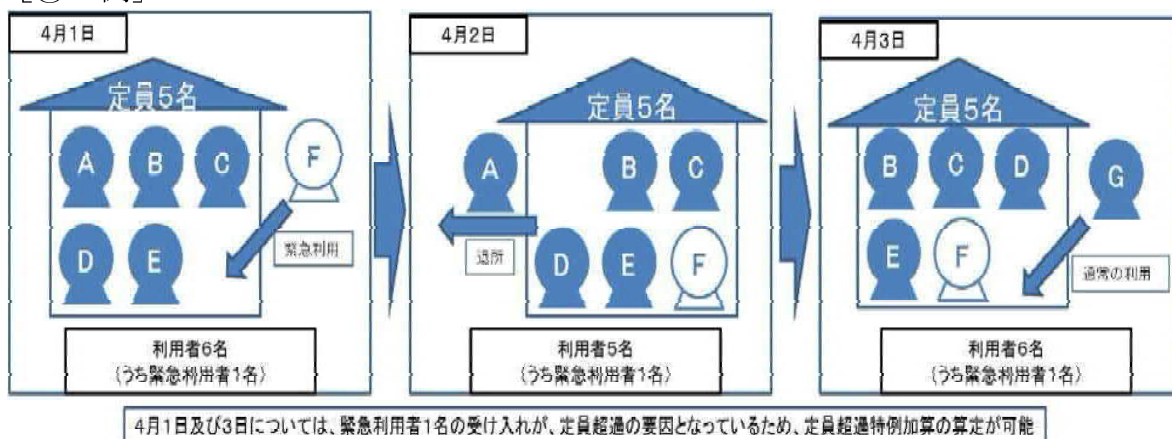 4月1日
定員5名
A B C F
D E
緊急利用
利用者6名
(うち緊急利用者1名)
4月2日
定員5名
A B C
退所
D E F
利用者5名
(うち緊急利用者1名)
4月3日
定員5名
B C D G
E F
通常の利用
利用者6名
(うち緊急利用者1名)
4月1日及び3日については、緊急利用者1名の受け入れが、定員超過の要因となっているため、定員超過特例加算の算定が可能